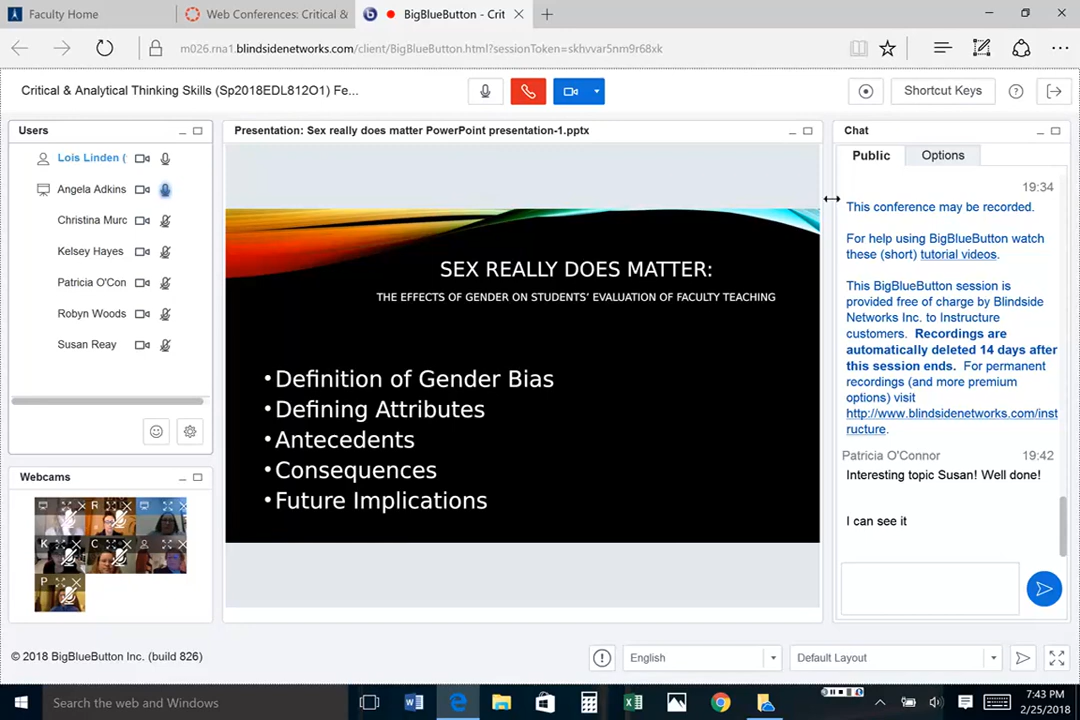 Faculty Home
Web Conferences: Critical &
BigBlueButton - Crit
m026.rna1.blindsidenetworks.com/client/BigBlueButton.html?sessionToken=skhvvar5nm9r68xk
Critical & Analytical Thinking Skills (Sp2018EDL812O1) Fe...
Shortcut Keys
Users
Lois Linden (
Angela Adkins
Christina Murc
Kelsey Hayes
Patricia O'Con
Robyn Woods
Susan Reay
Webcams
R
K
C
P
Presentation: Sex really does matter PowerPoint presentation-1.pptx
SEX REALLY DOES MATTER:
THE EFFECTS OF GENDER ON STUDENTS' EVALUATION OF FACULTY TEACHING
•Definition of Gender Bias
•Defining Attributes
•Antecedents
•Consequences
•Future Implications
Chat
Public
Options
19:34
This conference may be recorded.
For help using BigBlueButton watch
these (short) tutorial videos.
This BigBlueButton session is
provided free of charge by Blindside
Networks Inc. to Instructure
customers. Recordings are
automatically deleted 14 days after
this session ends. For permanent
recordings (and more premium
options) visit
http://www.blindsidenetworks.com/inst
ructure.
Patricia O'Connor 19:42
Interesting topic Susan! Well done!
I can see it
© 2018 BigBlueButton Inc. (build 826)
English
Default Layout
Search the web and Windows
7:43 PM
2/25/2018